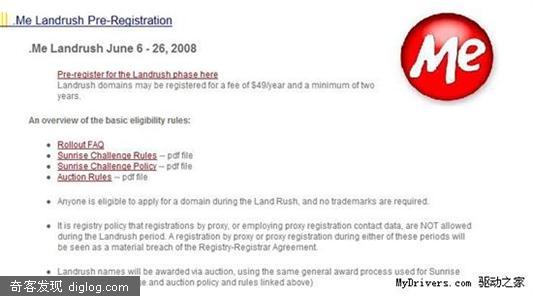 .Me Landrush Pre-Registration
Me
.Me Landrush June 6 - 26, 2008
Pre-register for the Landrush phase here
Landrush domains may be registered for a fee of $49/year and a minimum of two
years.
An overview of the basic eligibility rules:
Rollout FAQ
Sunrise Challenge Rules -- pdf file
Sunrise Challenge Policy -- pdf file
Auction Rules -- pdf file
Anyone is eligible to apply for a domain during the Land Rush, and no trademarks are required.
It is registry policy that registrations by proxy, or employing proxy registration contact data, are NOT allowed
during the Landrush period. A registration by proxy or proxy registration during either of these periods will
be seen as a material breach of the Registry-Registrar Agreement.
Landrush names will be awarded via auction, using the same general award process used for Sunrise
ge and auction policy and rules linked above)
奇客发现 diglog.com
MyDrivers.com 驱动之家